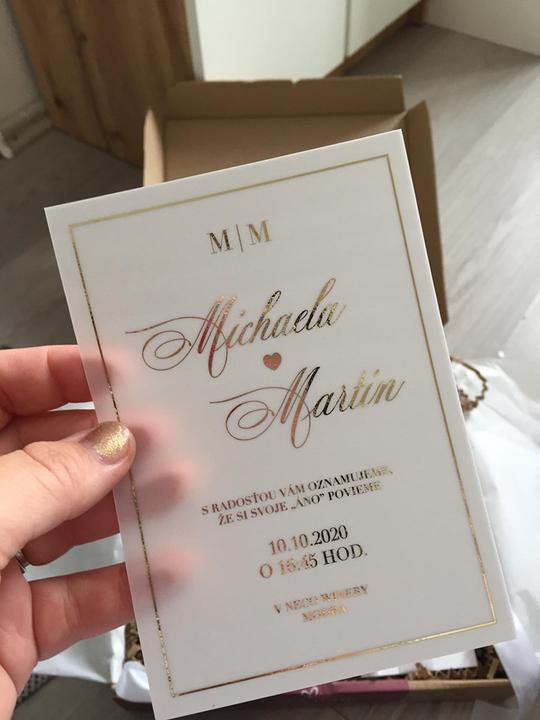 M|M
Michaela
Martin
S RADOSŤOU VÁM OZNAMUJEME,
ŽE SI SVOJE „ÁNO" POVIEME
10.10.2020
O 16:45 HOD.
V NECO WINERY
MODRA